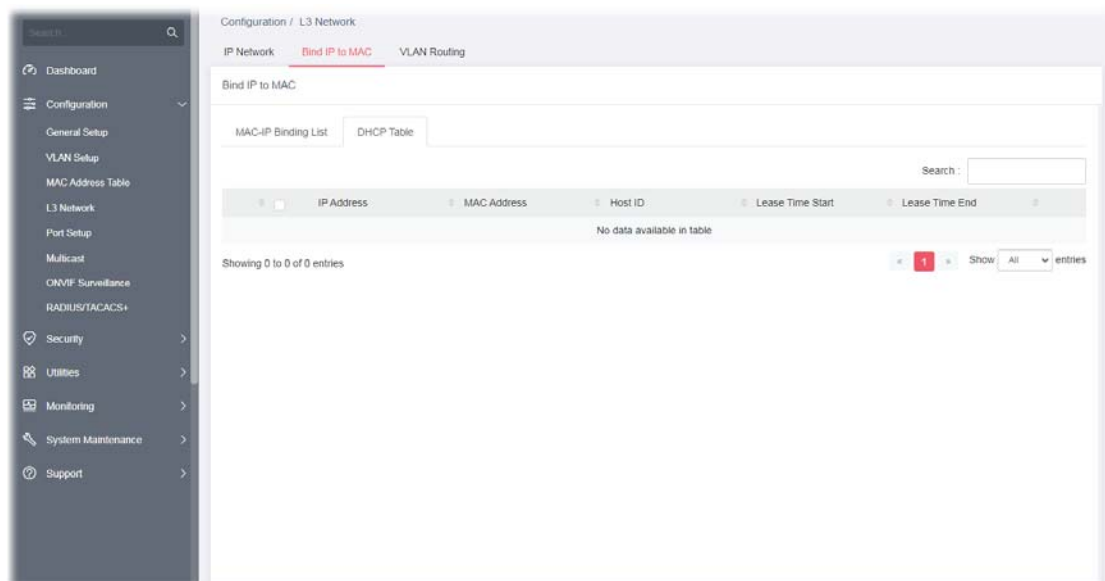 Search
Configuration / L3 Network
IP Network Bind IP to MAC VLAN Routing
Bind IP to MAC
MAC-IP Binding List DHCP Table
Search :
IP Address MAC Address Host ID Lease Time Start Lease Time End
No data available in table
Showing 0 to 0 of 0 entries
« 1 » Show All entries
Dashboard
Configuration
General Setup
VLAN Setup
MAC Address Table
L3 Network
Port Setup
Multicast
ONVIF Surveillance
RADIUS/TACACS+
Security
Utilities
Monitoring
System Maintenance
Support